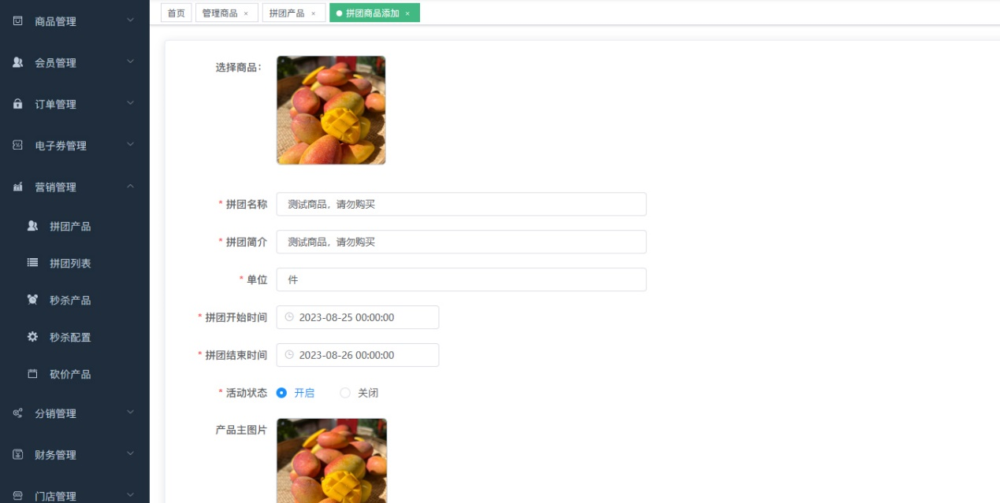 首页
管理商品 ×
拼团产品 ×
拼团商品添加 ×
商品管理
会员管理
订单管理
电子券管理
营销管理
拼团产品
拼团列表
秒杀产品
秒杀配置
砍价产品
分销管理
财务管理
门店管理
选择商品：
* 拼团名称 测试商品，请勿购买
* 拼团简介 测试商品，请勿购买
* 单位 件
* 拼团开始时间 2023-08-25 00:00:00
* 拼团结束时间 2023-08-26 00:00:00
* 活动状态 开启 关闭
产品主图片